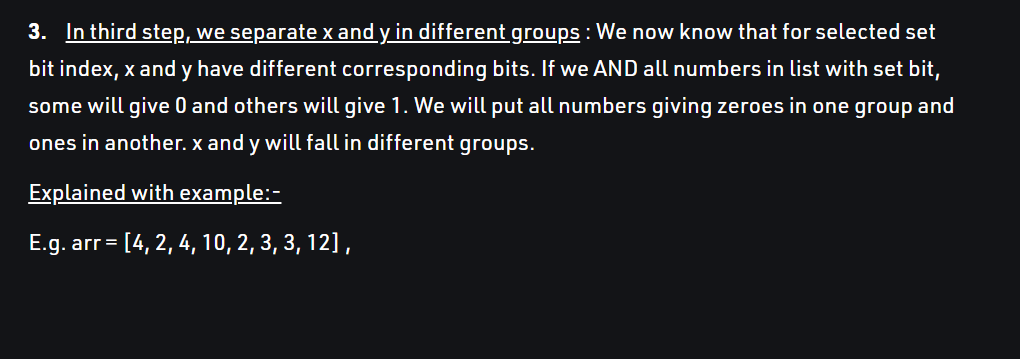 3. In third step, we separate x and y in different groups : We now know that for selected set
bit index, x and y have different corresponding bits. If we AND all numbers in list with set bit,
some will give 0 and others will give 1. We will put all numbers giving zeroes in one group and
ones in another. x and y will fall in different groups.
Explained with example:-
E.g. arr = [4, 2, 4, 10, 2, 3, 3, 12] ,